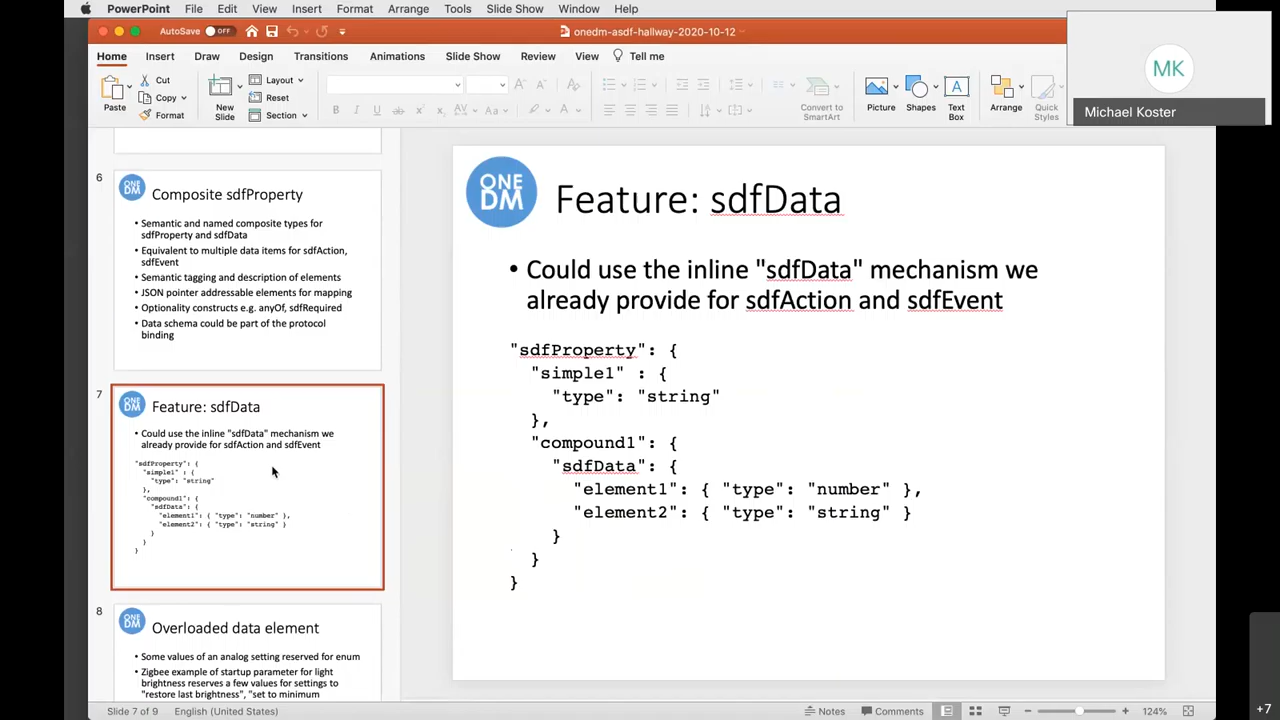 PowerPoint File Edit View Insert Format Arrange Tools Slide Show Window Help
AutoSave OFF
onedm-asdf-hallway-2020-10-12
Home Insert Draw Design Transitions Animations Slide Show Review View Tell me
Paste
Cut
Copy
Format
New
Slide
Layout
Reset
Section
B I U
Convert to
SmartArt
Picture
Shapes
Text
Box
Arrange
Quick
Styles
MK
Michael Koster
6
ONE
DM
Composite sdfProperty
• Semantic and named composite types for
sdfProperty and sdfData
• Equivalent to multiple data items for sdfAction,
sdfEvent
• Semantic tagging and description of elements
• JSON pointer addressable elements for mapping
• Optionality constructs e.g. anyOf, sdfRequired
• Data schema could be part of the protocol
binding
7
ONE
DM
Feature: sdfData
• Could use the inline "sdfData" mechanism we
already provide for sdfAction and sdfEvent
"sdfProperty": {
"simple1" : {
"type": "string"
},
"compound1": {
"sdfData": {
"element1": { "type": "number" },
"element2": { "type": "string" }
}
}
}
8
ONE
DM
Overloaded data element
• Some values of an analog setting reserved for enum
• Zigbee example of startup parameter for light
brightness reserves a few values for settings to
"restore last brightness", "set to minimum
ONE
DM
Feature: sdfData
• Could use the inline "sdfData" mechanism we
already provide for sdfAction and sdfEvent
"sdfProperty": {
"simple1" : {
"type": "string"
},
"compound1": {
"sdfData": {
"element1": { "type": "number" },
"element2": { "type": "string" }
}
}
}
Slide 7 of 9 English (United States)
Notes Comments 124%
+7